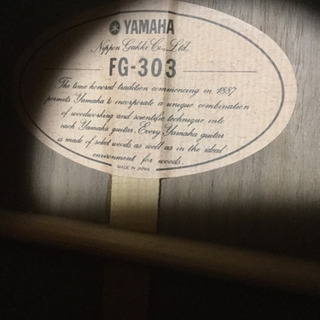 YAMAHA
Nippon Gakki Co., Ltd.
FG-303
The time honored tradition commencing in 1887
permits Yamaha to incorporate a unique combination
of woodworking and scientific technique into
each Yamaha guitar. Every Yamaha guitar
is made of select woods as well as in the ideal
environment for woods.
MADE IN JAPAN